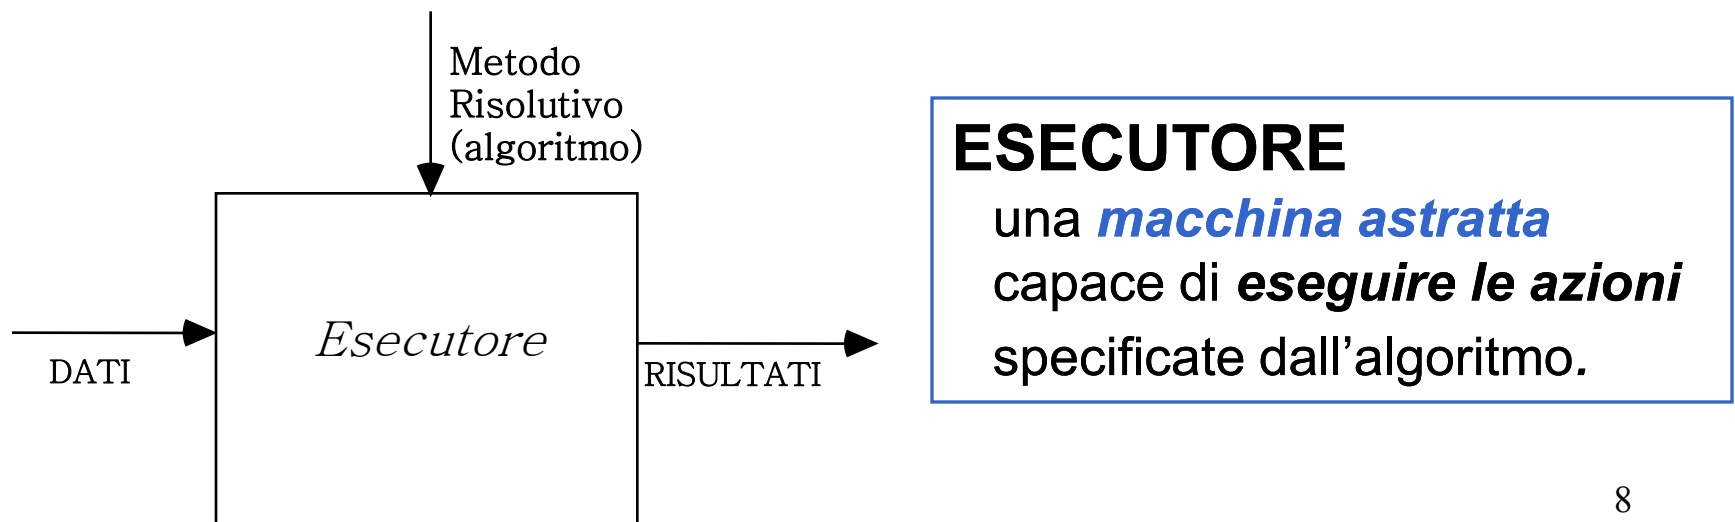 Metodo
Risolutivo
(algoritmo)
Esecutore
DATI
RISULTATI
ESECUTORE
una macchina astratta
capace di eseguire le azioni
specificate dall’algoritmo.
8